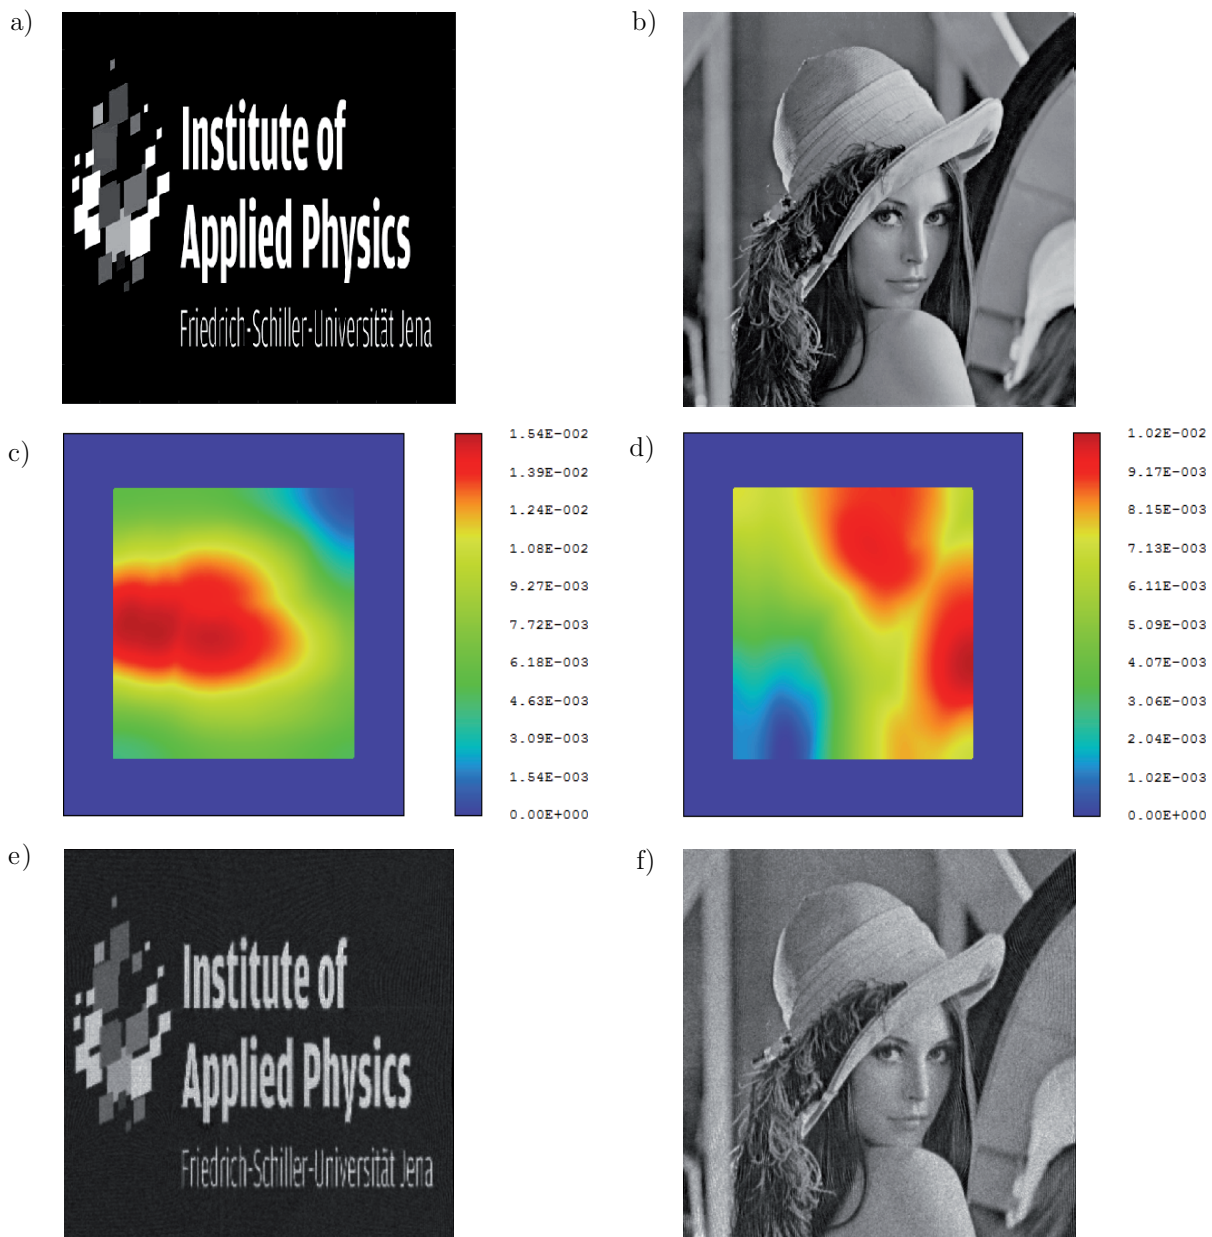 a)
Institute of
Applied Physics
Friedrich-Schiller-Universität Jena
b)
c)
1.54E-002
1.39E-002
1.24E-002
1.08E-002
9.27E-003
7.72E-003
6.18E-003
4.63E-003
3.09E-003
1.54E-003
0.00E+000
d)
1.02E-002
9.17E-003
8.15E-003
7.13E-003
6.11E-003
5.09E-003
4.07E-003
3.06E-003
2.04E-003
1.02E-003
0.00E+000
e)
Institute of
Applied Physics
Friedrich-Schiller-Universität Jena
f)